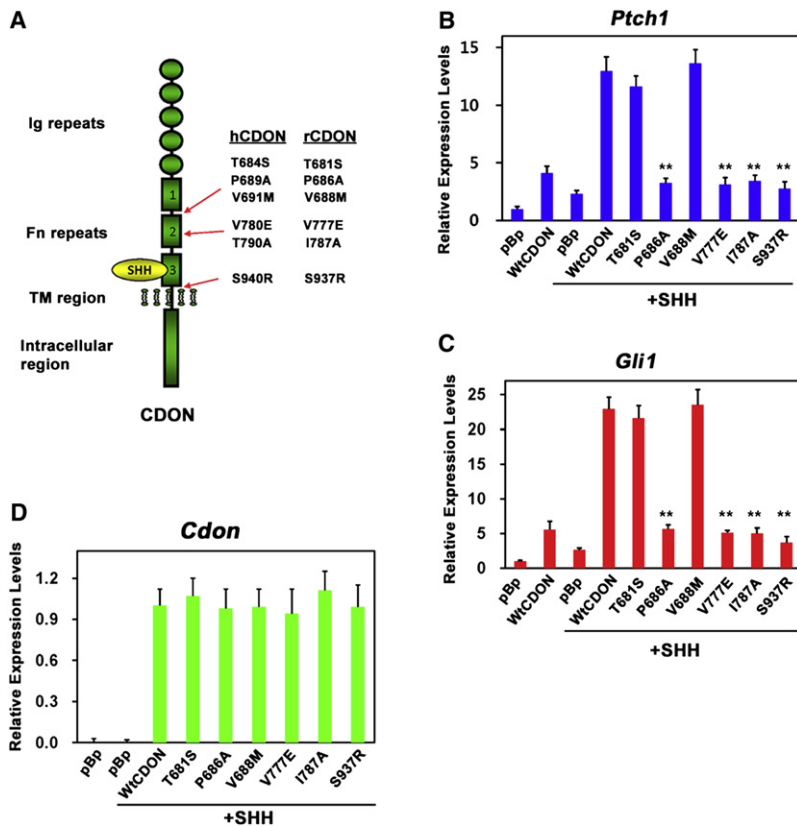 A
Ig repeats
hCDON rCDON
T684S T681S
P689A P686A
V691M V688M
1
Fn repeats
2
V780E V777E
T790A I787A
SHH
3
S940R S937R
TM region
Intracellular
region
CDON
B
Ptch1
Relative Expression Levels
15
10
5
0
** ** ** **
pBp WtCDON pBp WtCDON T681S P686A V688M V777E I787A S937R
+SHH
C
Gli1
Relative Expression Levels
25
20
15
10
5
0
** ** ** **
pBp WtCDON pBp WtCDON T681S P686A V688M V777E I787A S937R
+SHH
D
Cdon
Relative Expression Levels
1.2
0.9
0.6
0.3
0.0
pBp pBp WtCDON T681S P686A V688M V777E I787A S937R
+SHH